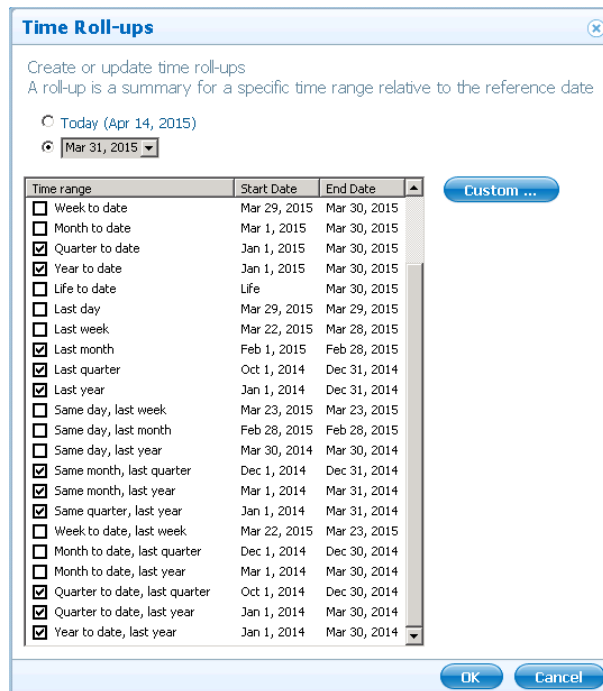 Time Roll-ups
Create or update time roll-ups
A roll-up is a summary for a specific time range relative to the reference date
Today (Apr 14, 2015)
Mar 31, 2015
Time range Start Date End Date
Custom ...
Week to date Mar 29, 2015 Mar 30, 2015
Month to date Mar 1, 2015 Mar 30, 2015
Quarter to date Jan 1, 2015 Mar 30, 2015
Year to date Jan 1, 2015 Mar 30, 2015
Life to date Life Mar 30, 2015
Last day Mar 29, 2015 Mar 29, 2015
Last week Mar 22, 2015 Mar 28, 2015
Last month Feb 1, 2015 Feb 28, 2015
Last quarter Oct 1, 2014 Dec 31, 2014
Last year Jan 1, 2014 Dec 31, 2014
Same day, last week Mar 23, 2015 Mar 23, 2015
Same day, last month Feb 28, 2015 Feb 28, 2015
Same day, last year Mar 30, 2014 Mar 30, 2014
Same month, last quarter Dec 1, 2014 Dec 31, 2014
Same month, last year Mar 1, 2014 Mar 31, 2014
Same quarter, last year Jan 1, 2014 Mar 31, 2014
Week to date, last week Mar 22, 2015 Mar 23, 2015
Month to date, last quarter Dec 1, 2014 Dec 30, 2014
Month to date, last year Mar 1, 2014 Mar 30, 2014
Quarter to date, last quarter Oct 1, 2014 Dec 30, 2014
Quarter to date, last year Jan 1, 2014 Mar 30, 2014
Year to date, last year Jan 1, 2014 Mar 30, 2014
OK Cancel